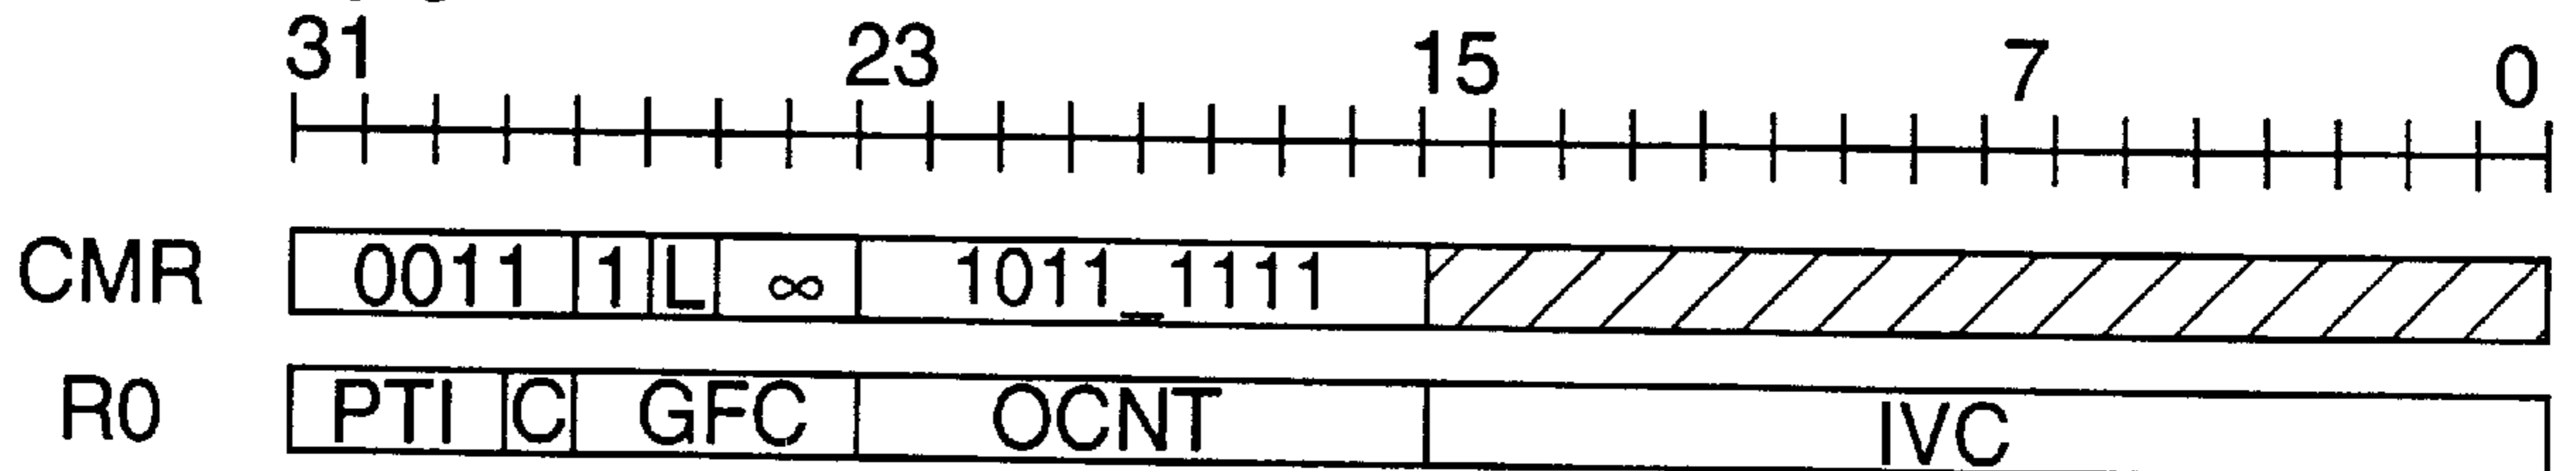 31 23 15 7 0
CMR 0011 1 L ∞ 1011_1111
R0 PTI C GFC OCNT IVC